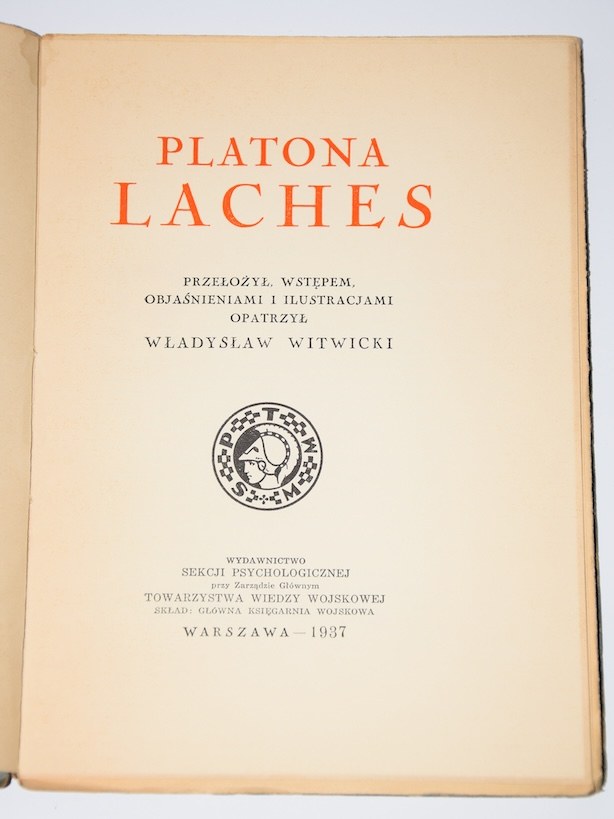 PLATONA
LACHES
PRZEŁOŻYŁ, WSTĘPEM,
OBJAŚNIENIAMI I ILUSTRACJAMI
OPATRZYŁ
WŁADYSŁAW WITWICKI
S P T W M
WYDAWNICTWO
SEKCJI PSYCHOLOGICZNEJ
przy Zarządzie Głównym
TOWARZYSTWA WIEDZY WOJSKOWEJ
SKŁAD: GŁÓWNA KSIĘGARNIA WOJSKOWA
WARSZAWA — 1937